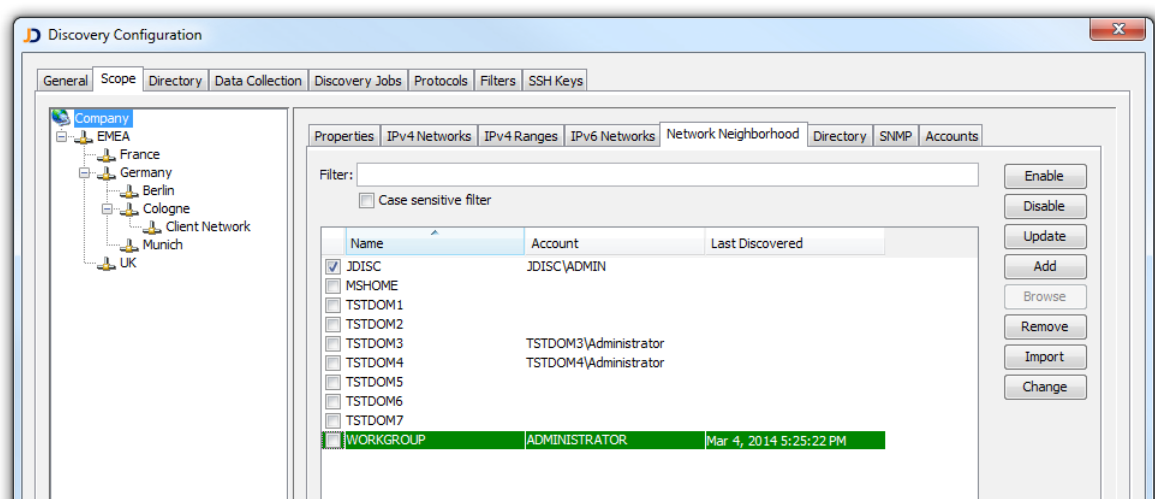 Discovery Configuration
General Scope Directory Data Collection Discovery Jobs Protocols Filters SSH Keys
Company
EMEA
France
Germany
Berlin
Cologne
Client Network
Munich
UK
Properties IPv4 Networks IPv4 Ranges IPv6 Networks Network Neighborhood Directory SNMP Accounts
Filter:
Case sensitive filter
Name Account Last Discovered
JDISC JDISC\ADMIN
MSHOME
TSTDOM1
TSTDOM2
TSTDOM3 TSTDOM3\Administrator
TSTDOM4 TSTDOM4\Administrator
TSTDOM5
TSTDOM6
TSTDOM7
WORKGROUP ADMINISTRATOR Mar 4, 2014 5:25:22 PM
Enable
Disable
Update
Add
Browse
Remove
Import
Change